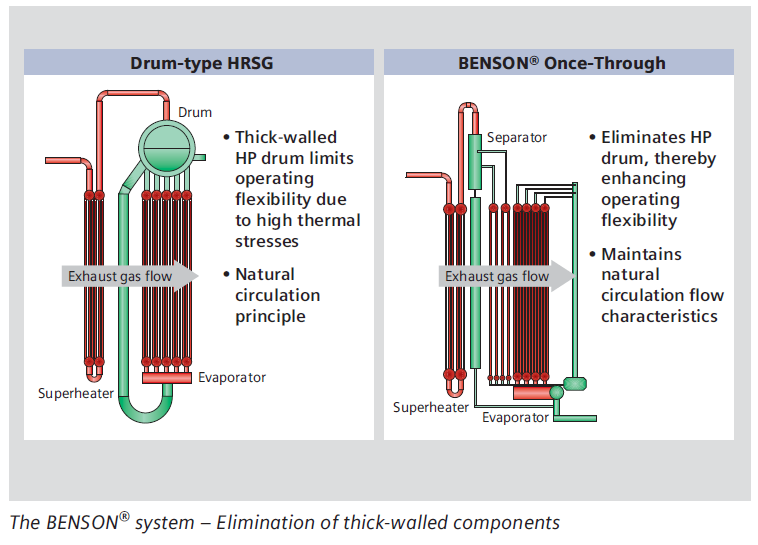 Drum-type HRSG
Drum
• Thick-walled
HP drum limits
operating
flexibility due
to high thermal
stresses
• Natural
circulation
principle
Exhaust gas flow
Superheater
Evaporator
BENSON® Once-Through
Separator
• Eliminates HP
drum, thereby
enhancing
operating
flexibility
• Maintains
natural
circulation flow
characteristics
Exhaust gas flow
Superheater
Evaporator
The BENSON® system – Elimination of thick-walled components